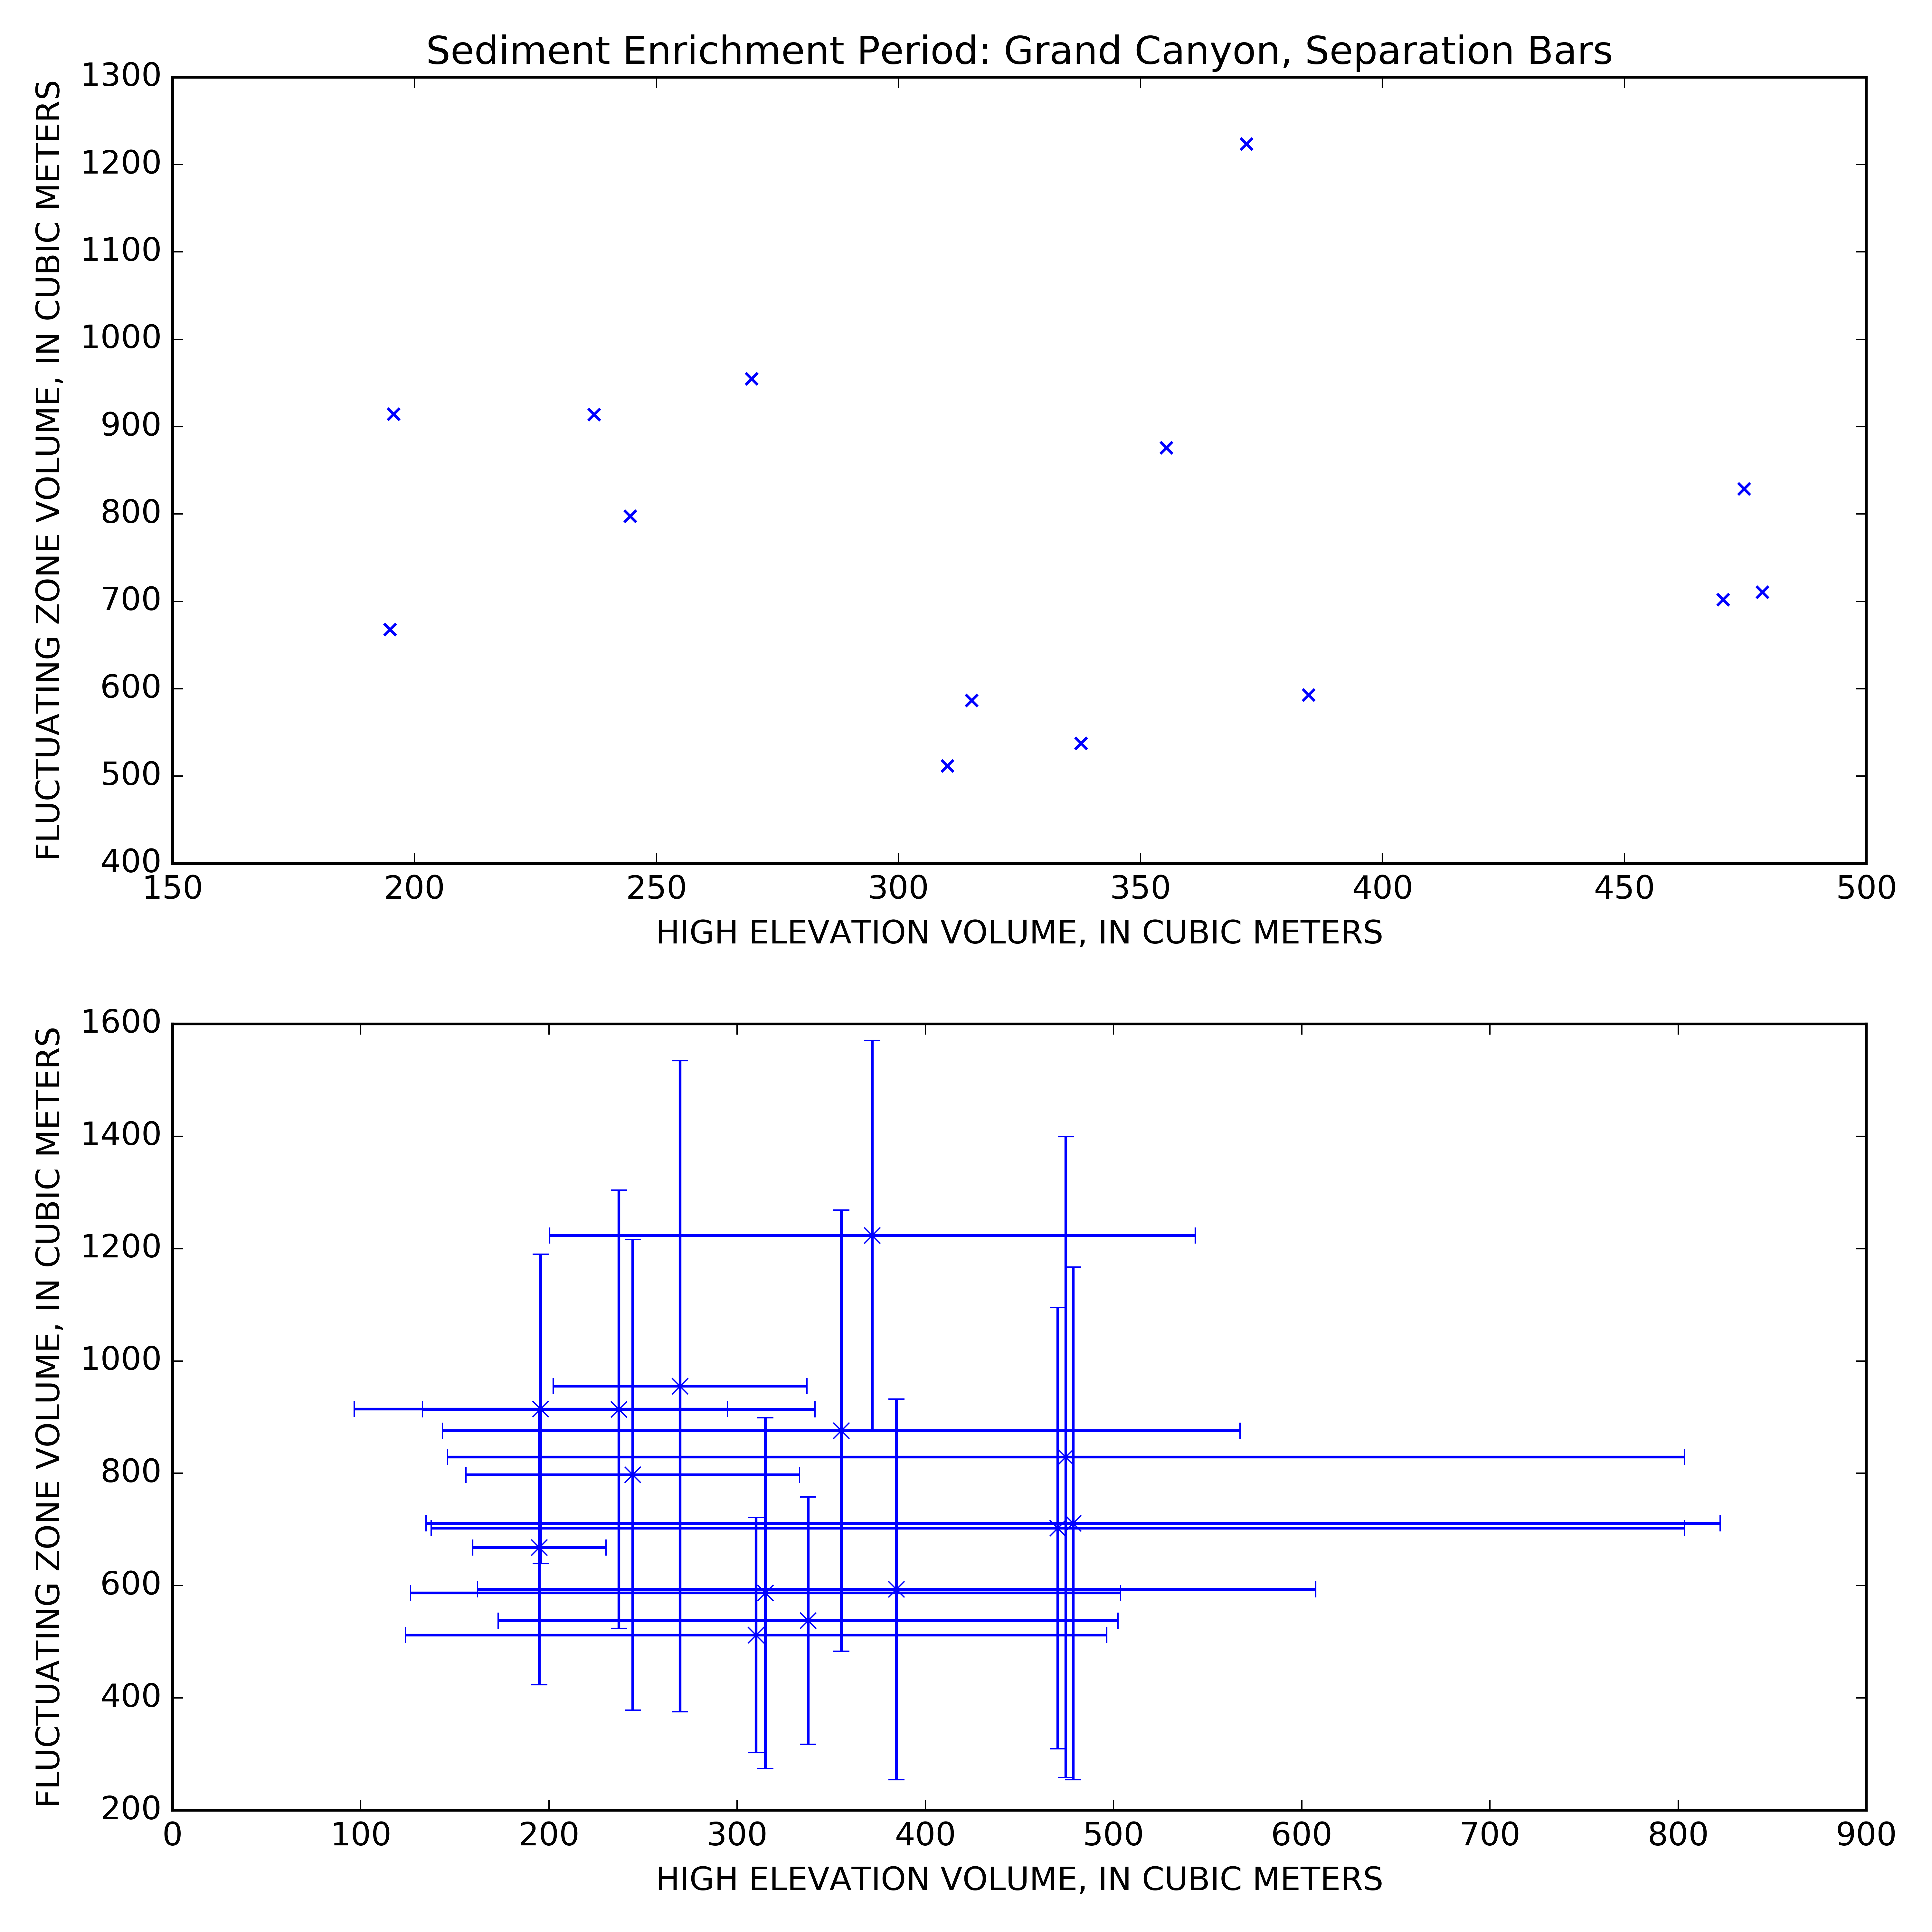 Sediment Enrichment Period: Grand Canyon, Separation Bars
1300
1200
1100
1000
900
800
700
600
500
400
FLUCTUATING ZONE VOLUME, IN CUBIC METERS
150 200 250 300 350 400 450 500
HIGH ELEVATION VOLUME, IN CUBIC METERS
1600
1400
1200
1000
800
600
400
200
FLUCTUATING ZONE VOLUME, IN CUBIC METERS
0 100 200 300 400 500 600 700 800 900
HIGH ELEVATION VOLUME, IN CUBIC METERS